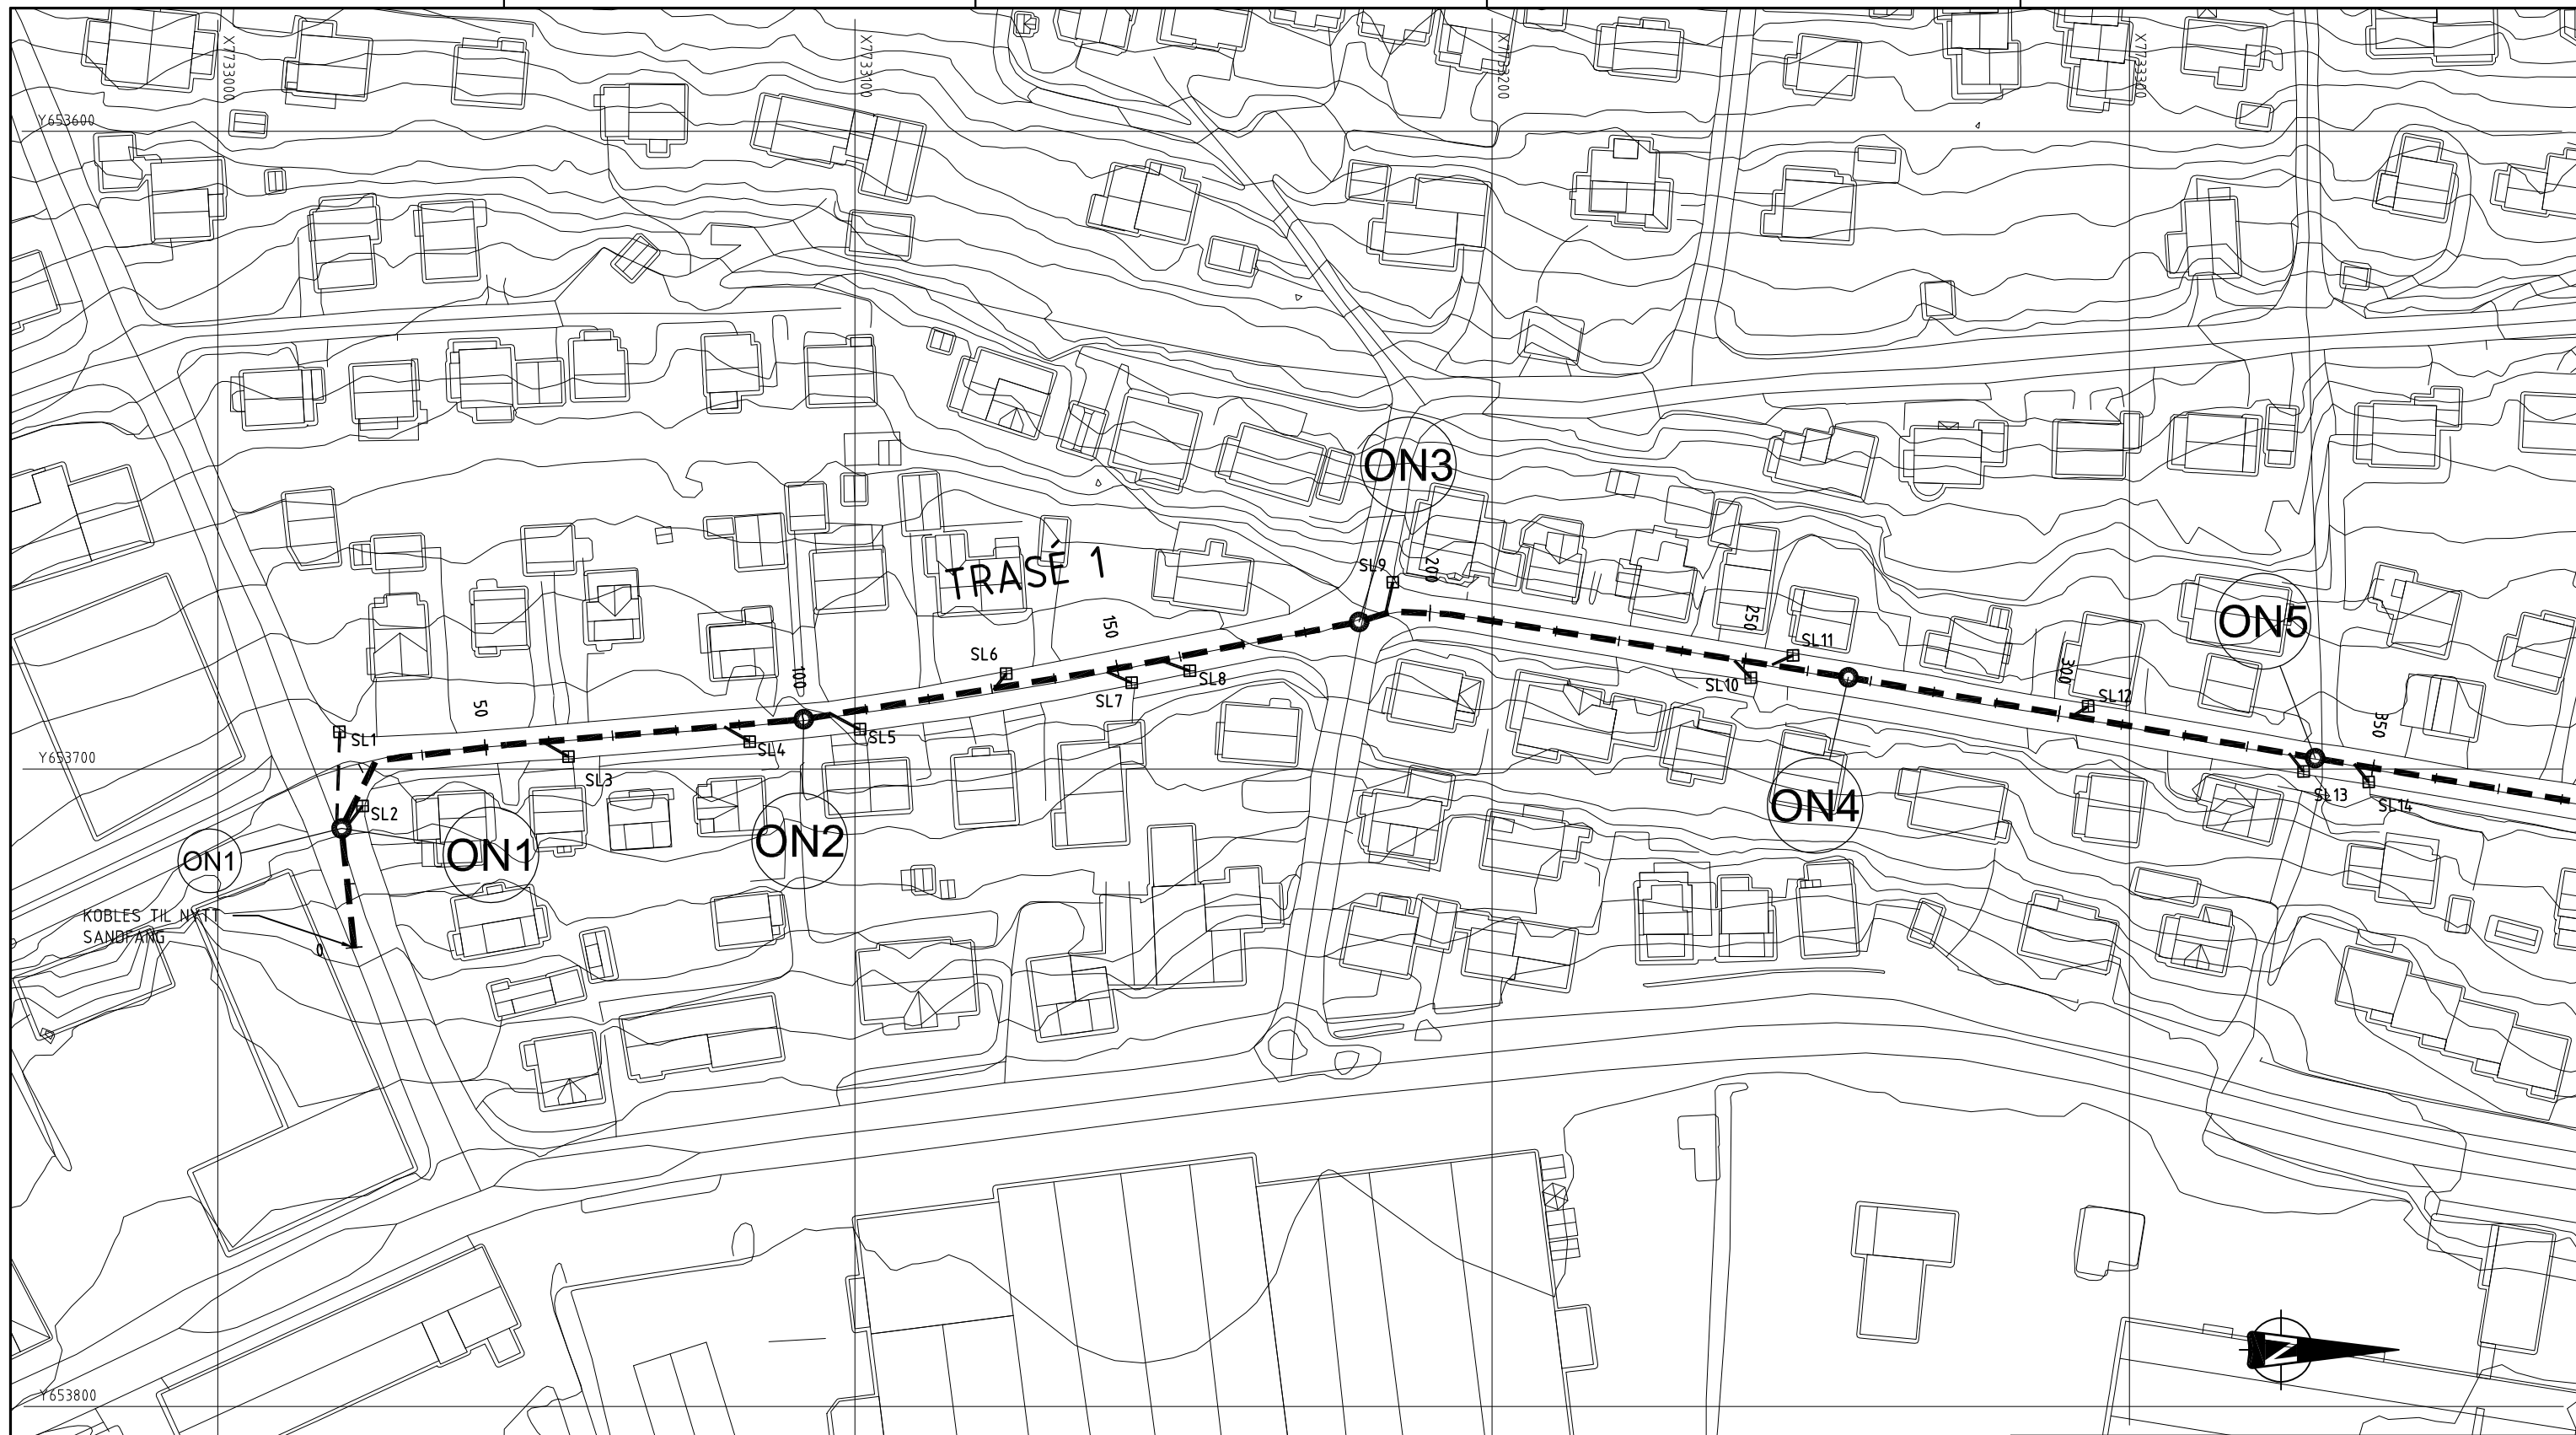 X7733000
X7733100
X7733200
X7733300
Y653600
ON3
TRASÉ 1
SL9
200
250
ON5
150
SL6
SL11
SL8
SL7
SL10
100
300
SL12
50
SL1
SL5
SL4
350
Y653700
SL3
SL13
SL14
SL2
ON4
ON1
ON1
ON2
KOBLES TIL NYTT
SANDFANG
0
N
Y653800